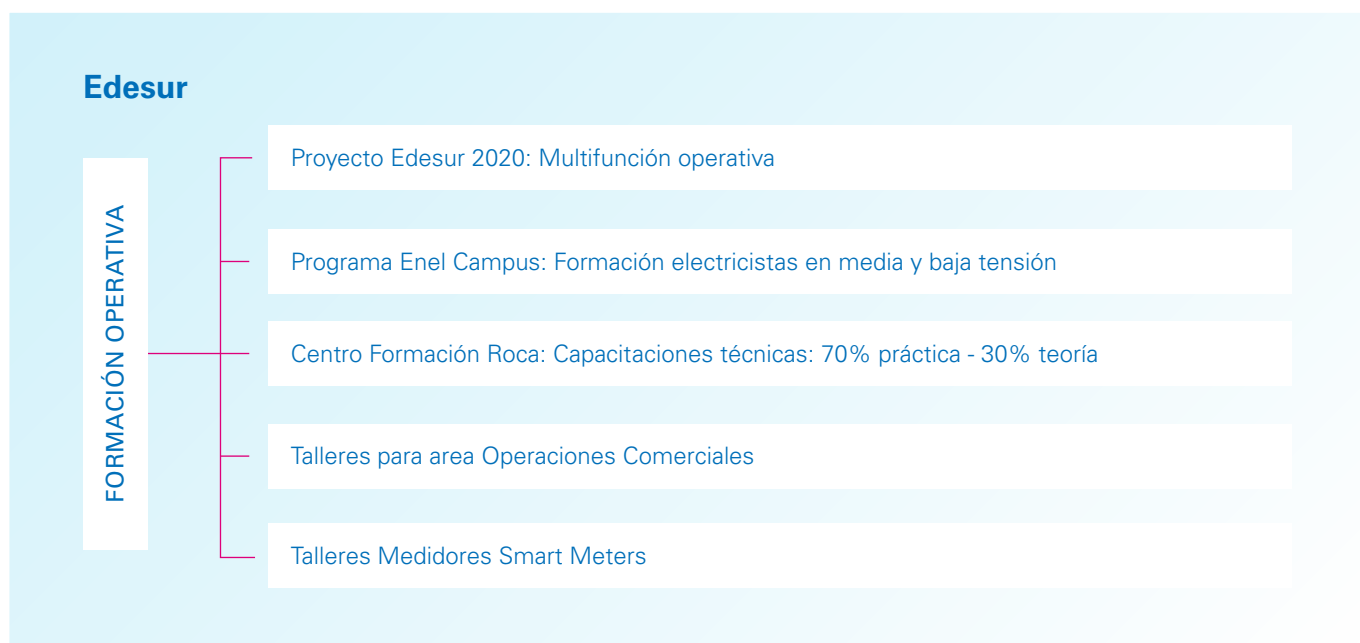 Edesur
FORMACIÓN OPERATIVA
Proyecto Edesur 2020: Multifunción operativa
Programa Enel Campus: Formación electricistas en media y baja tensión
Centro Formación Roca: Capacitaciones técnicas: 70% práctica - 30% teoría
Talleres para area Operaciones Comerciales
Talleres Medidores Smart Meters